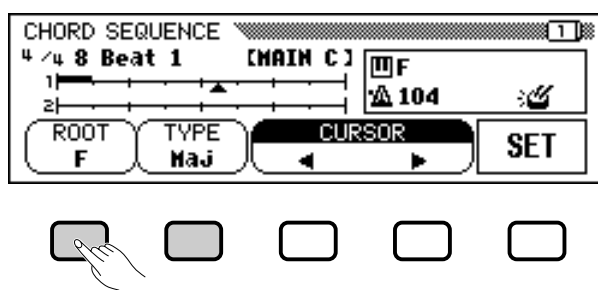 CHORD SEQUENCE 1
4/4 8 Beat 1 [MAIN C]
F
1
104
2
ROOT TYPE CURSOR SET
F Maj